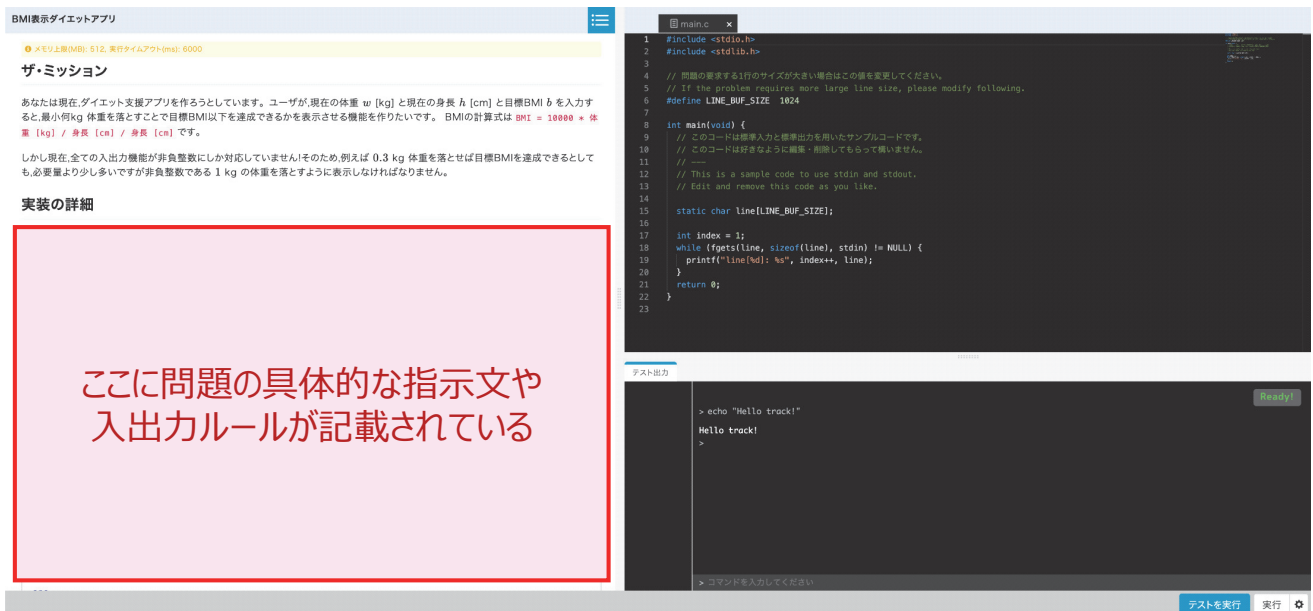 BMI表示ダイエットアプリ
メモリ上限(MB): 512, 実行タイムアウト(ms): 6000
ザ・ミッション
あなたは現在,ダイエット支援アプリを作ろうとしています。ユーザが,現在の体重 w [kg] と現在の身長 h [cm] と目標BMI b を入力す
ると,最小何kg 体重を落とすことで目標BMI以下を達成できるかを表示させる機能を作りたいです。 BMIの計算式は BMI = 10000 * 体
重 [kg] / 身長 [cm] / 身長 [cm] です。
しかし現在,全ての入出力機能が非負整数にしか対応していません!そのため,例えば 0.3 kg 体重を落とせば目標BMIを達成できるとして
も,必要量より少し多いですが非負整数である 1 kg の体重を落とすように表示しなければなりません。
実装の詳細
ここに問題の具体的な指示文や
入出力ルールが記載されている
main.c ×
1 #include <stdio.h>
2 #include <stdlib.h>
3
4 // 問題の要求する1行のサイズが大きい場合はこの値を変更してください。
5 // If the problem requires more large line size, please modify following.
6 #define LINE_BUF_SIZE 1024
7
8 int main(void) {
9 // このコードは標準入力と標準出力を用いたサンプルコードです。
10 // このコードは好きなように編集・削除してもらって構いません。
11 // ---
12 // This is a sample code to use stdin and stdout.
13 // Edit and remove this code as you like.
14
15 static char line[LINE_BUF_SIZE];
16
17 int index = 1;
18 while (fgets(line, sizeof(line), stdin) != NULL) {
19 printf("line[%d]: %s", index++, line);
20 }
21 return 0;
22 }
23
テスト出力
Ready!
> echo "Hello track!"
Hello track!
>
> コマンドを入力してください
テストを実行 実行